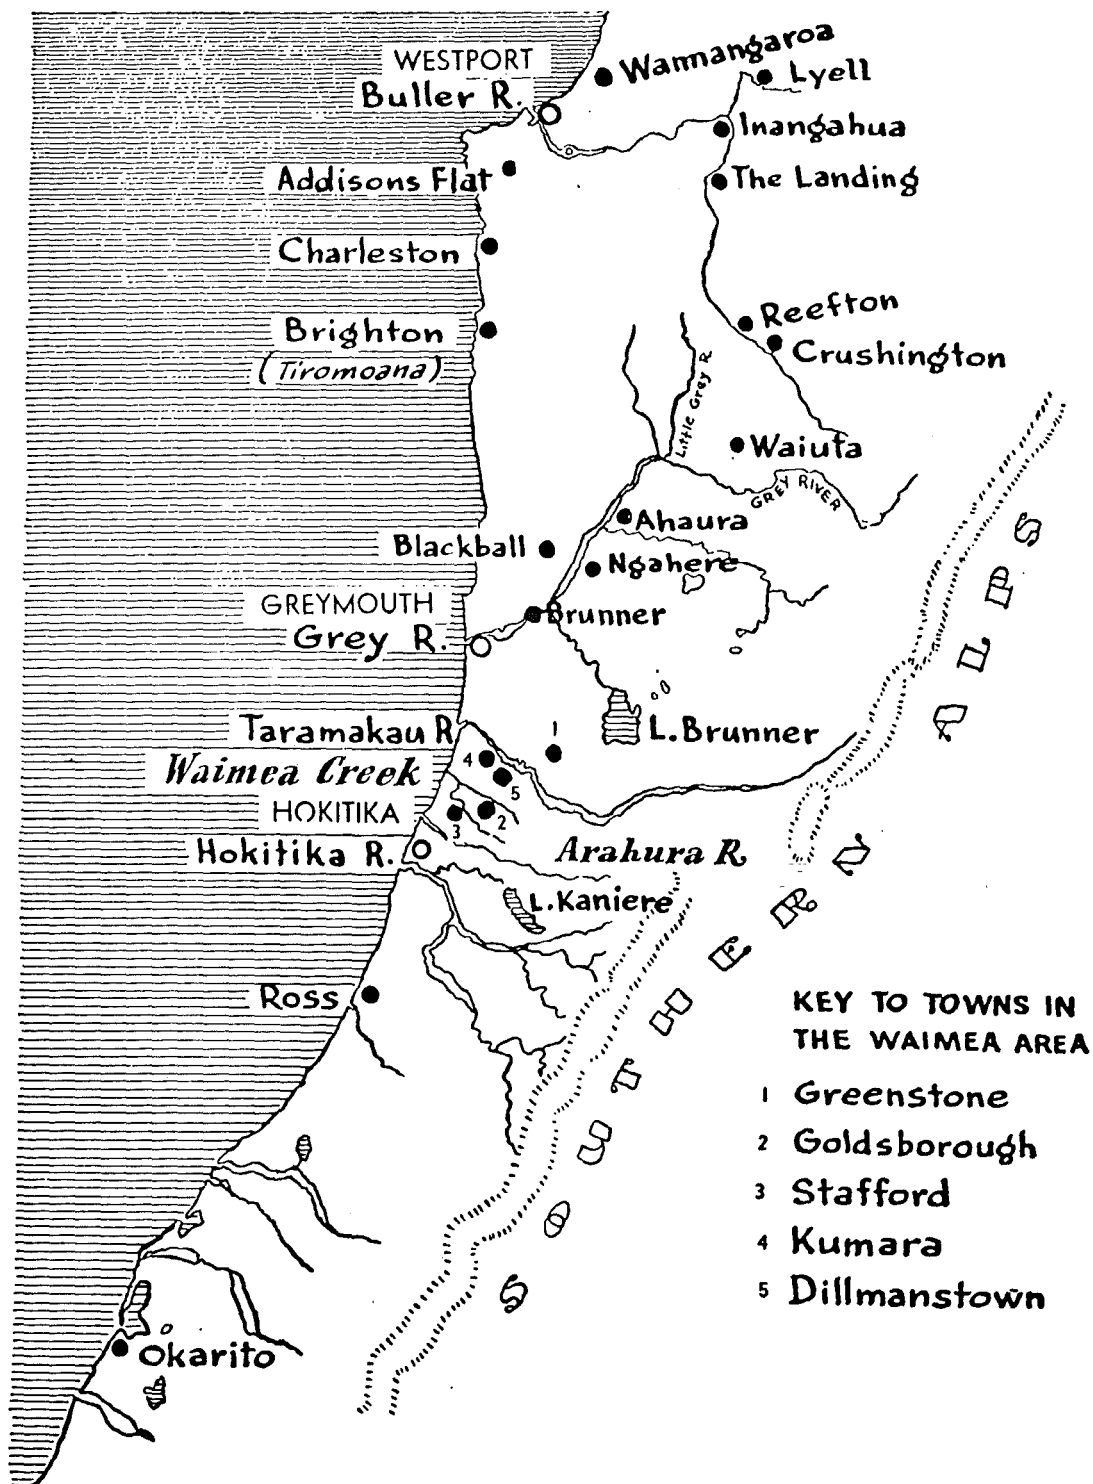 WESTPORT
Buller R.
Waimangaroa
Lyell
Inangahua
The Landing
Addisons Flat
Charleston
Brighton
(Tiromoana)
Reefton
Crushington
Little Grey R.
Waiuta
GREY RIVER
Ahaura
Blackball
Ngahere
GREYMOUTH
Grey R.
Brunner
L. Brunner
Taramakau R
Waimea Creek
HOKITIKA
Hokitika R.
1
4
5
2
3
Arahura R.
L. Kaniere
SOUTHERN ALPS
Ross
Okarito
KEY TO TOWNS IN
THE WAIMEA AREA
1 Greenstone
2 Goldsborough
3 Stafford
4 Kumara
5 Dillmanstown